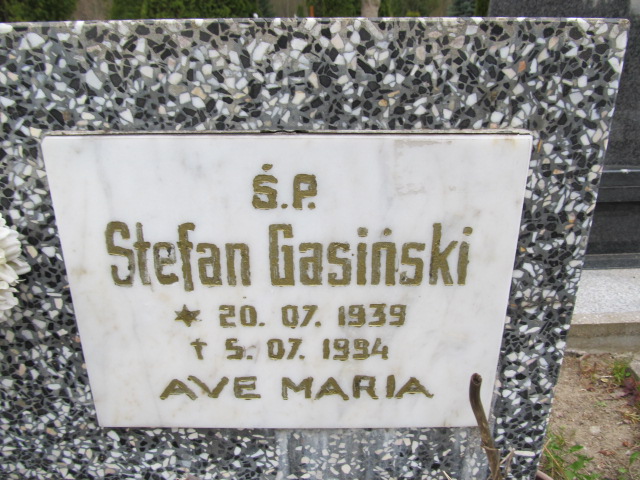 Ś.P.
Stefan Gasiński
★ 20. 07. 1939
† 5. 07. 1994
AVE MARIA